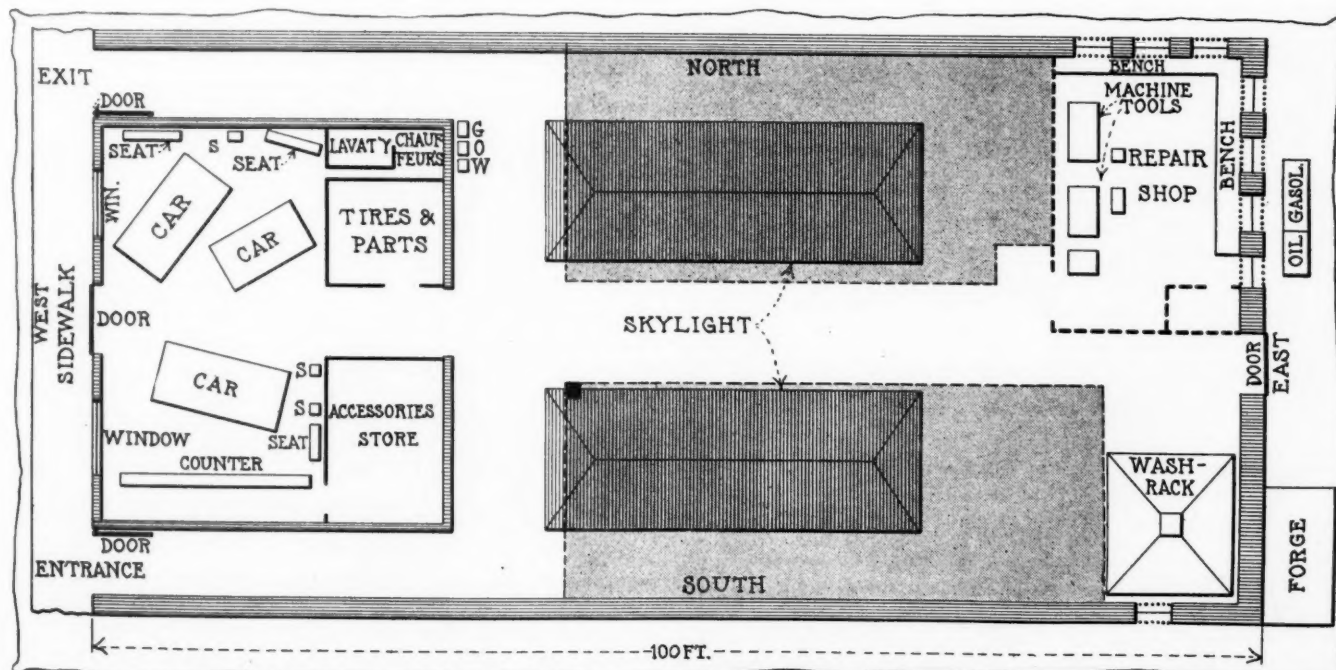 EXIT
NORTH
BENCH
MACHINE
TOOLS
DOOR
SEAT
S
SEAT
LAVATY
CHAUF
FEURS
G
O
W
REPAIR
SHOP
BENCH
OIL
GASOL.
WIN.
CAR
CAR
TIRES &
PARTS
WEST
SIDEWALK
DOOR
SKYLIGHT
DOOR
EAST
CAR
S
S
SEAT
ACCESSORIES
STORE
WINDOW
COUNTER
WASH-
RACK
DOOR
ENTRANCE
SOUTH
FORGE
100 FT.